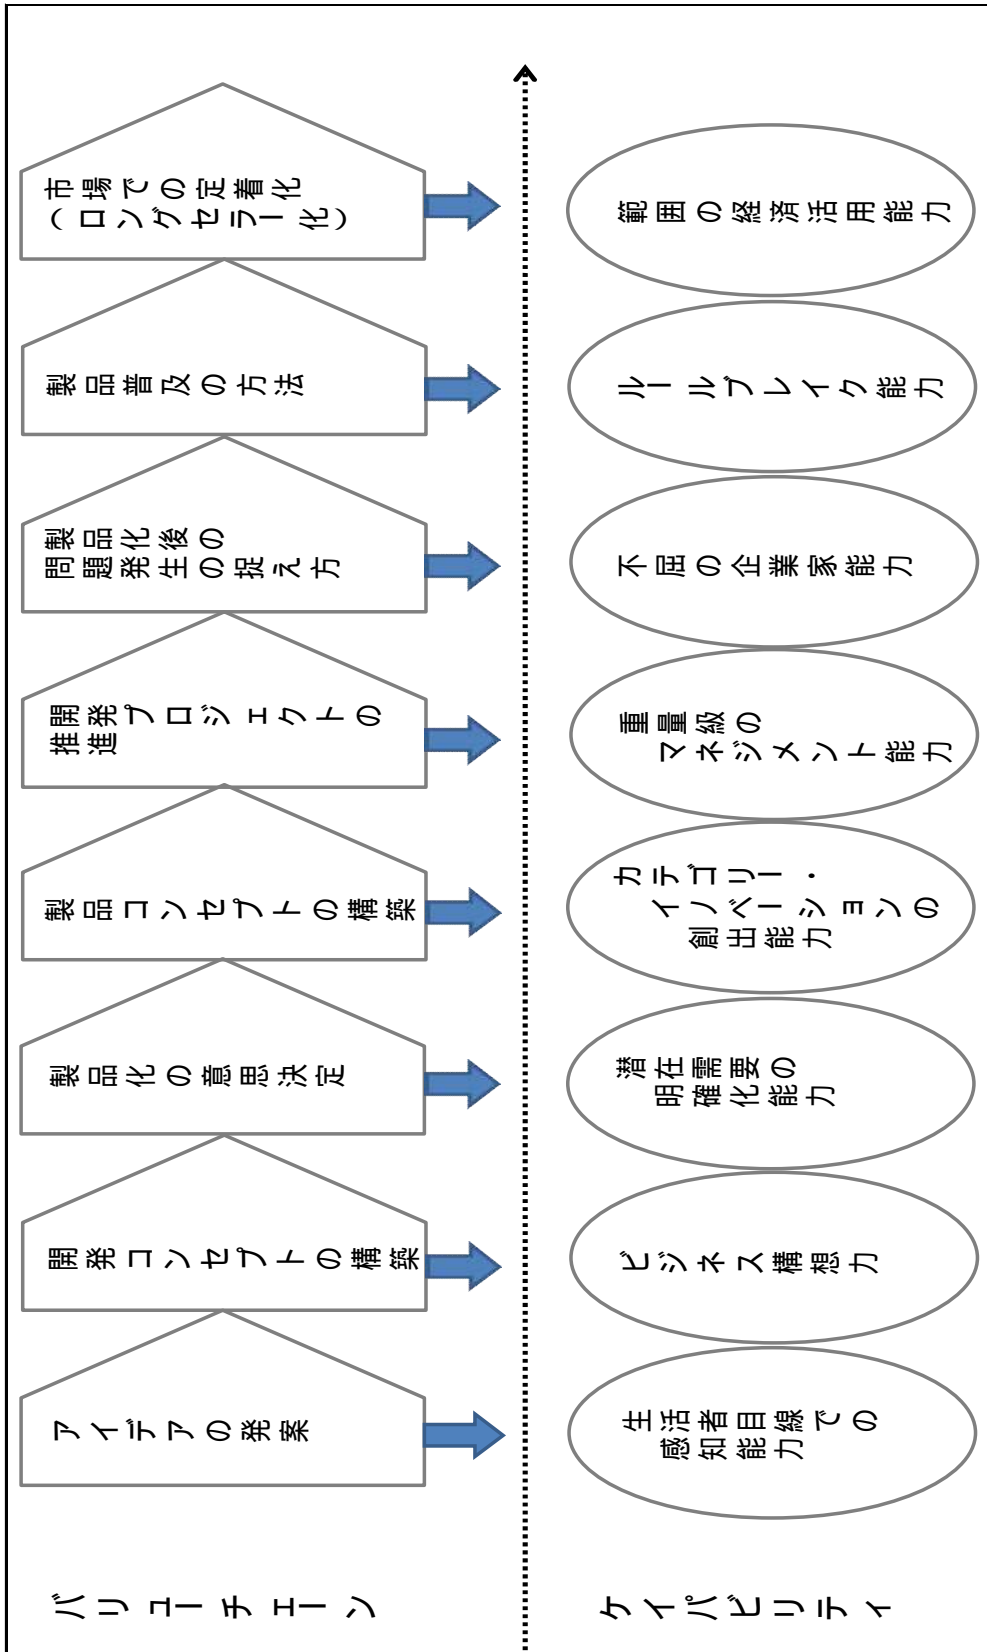 バリューチェーン
アイデアの発案
開発コンセプトの構築
製品化の意思決定
製品コンセプトの構築
開発プロジェクトの
推進
製品化後の
問題発生の捉え方
製品普及の方法
市場での定着化
（ロングセラー化）
ケイパビリティ
生活者目線での
感知能力
ビジネス構想力
潜在需要の
明確化能力
カテゴリー・
イノベーションの
創出能力
重量級の
マネジメント能力
不屈の企業家能力
ルールブレイク能力
範囲の経済活用能力